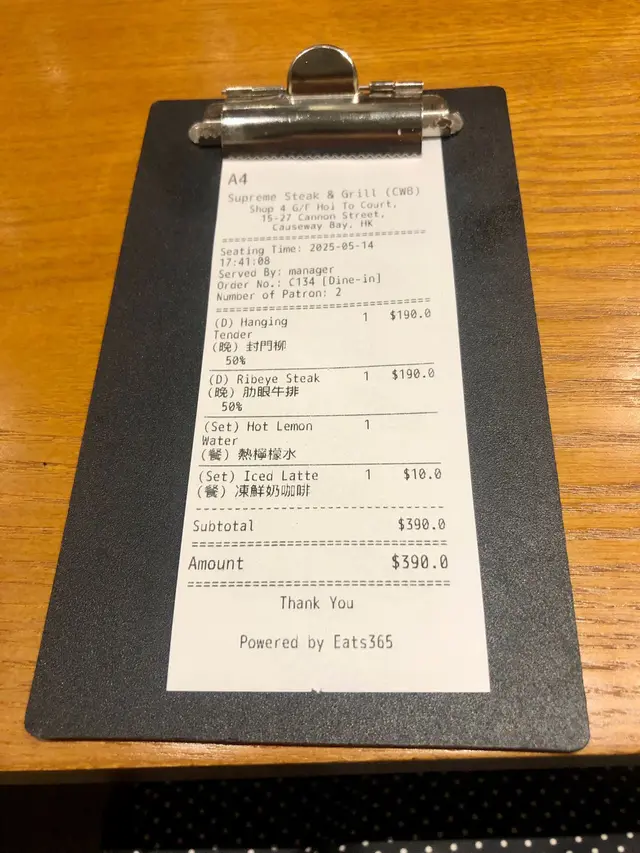 A4
Supreme Steak & Grill (CWB)
Shop 4 G/F Hoi To Court,
15-27 Cannon Street,
Causeway Bay, HK
Seating Time: 2025-05-14
17:41:08
Served By: manager
Order No.: C134 [Dine-in]
Number of Patron: 2
(D) Hanging 1 $190.0
Tender
(晚) 封門柳
50%
(D) Ribeye Steak 1 $190.0
(晚) 肋眼牛排
50%
(Set) Hot Lemon 1
Water
(餐) 熱檸檬水
(Set) Iced Latte 1 $10.0
(餐) 凍鮮奶咖啡
Subtotal $390.0
Amount $390.0
Thank You
Powered by Eats365